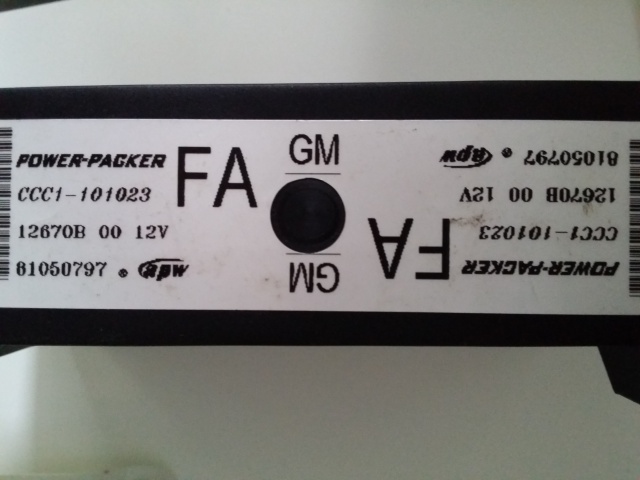 POWER-PACKER
CCC1-101023
12670B 00 12V
81050797 ® apw
FA
GM
GM
FA
POWER-PACKER
CCC1-101023
12670B 00 12V
81050797 ® apw